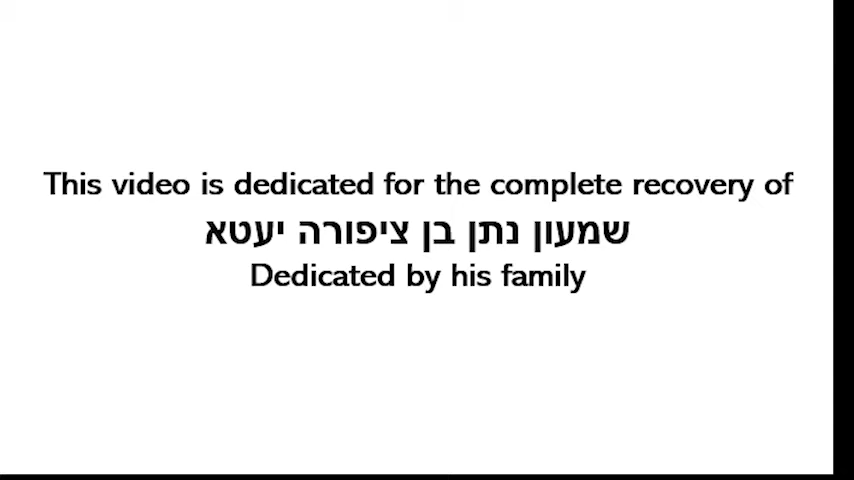 This video is dedicated for the complete recovery of
שמעון נתן בן ציפורה יעטא
Dedicated by his family